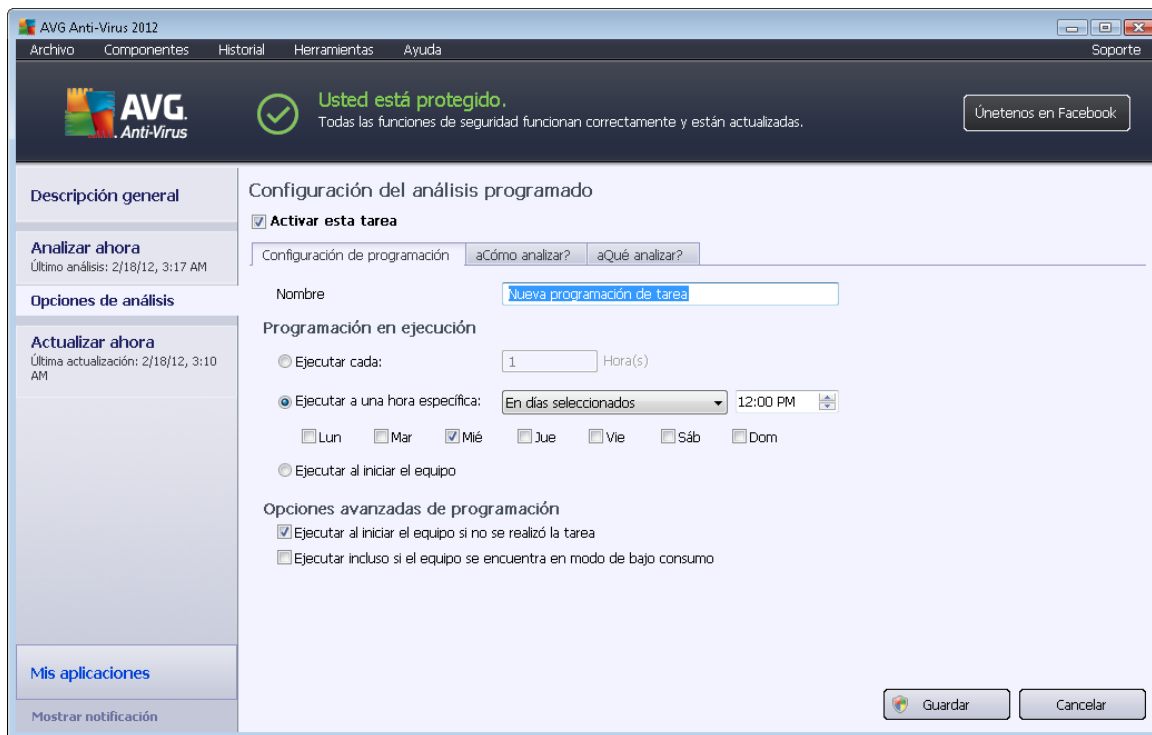 AVG Anti-Virus 2012
Archivo Componentes Historial Herramientas Ayuda Soporte
AVG.
Anti-Virus
Usted está protegido.
Todas las funciones de seguridad funcionan correctamente y están actualizadas.
Únetenos en Facebook
Descripción general
Analizar ahora
Último análisis: 2/18/12, 3:17 AM
Opciones de análisis
Actualizar ahora
Última actualización: 2/18/12, 3:10
AM
Mis aplicaciones
Mostrar notificación
Configuración del análisis programado
Activar esta tarea
Configuración de programación aCómo analizar? aQué analizar?
Nombre Nueva programación de tarea
Programación en ejecución
Ejecutar cada: 1 Hora(s)
Ejecutar a una hora específica: En días seleccionados 12:00 PM
Lun Mar Mié Jue Vie Sáb Dom
Ejecutar al iniciar el equipo
Opciones avanzadas de programación
Ejecutar al iniciar el equipo si no se realizó la tarea
Ejecutar incluso si el equipo se encuentra en modo de bajo consumo
Guardar Cancelar